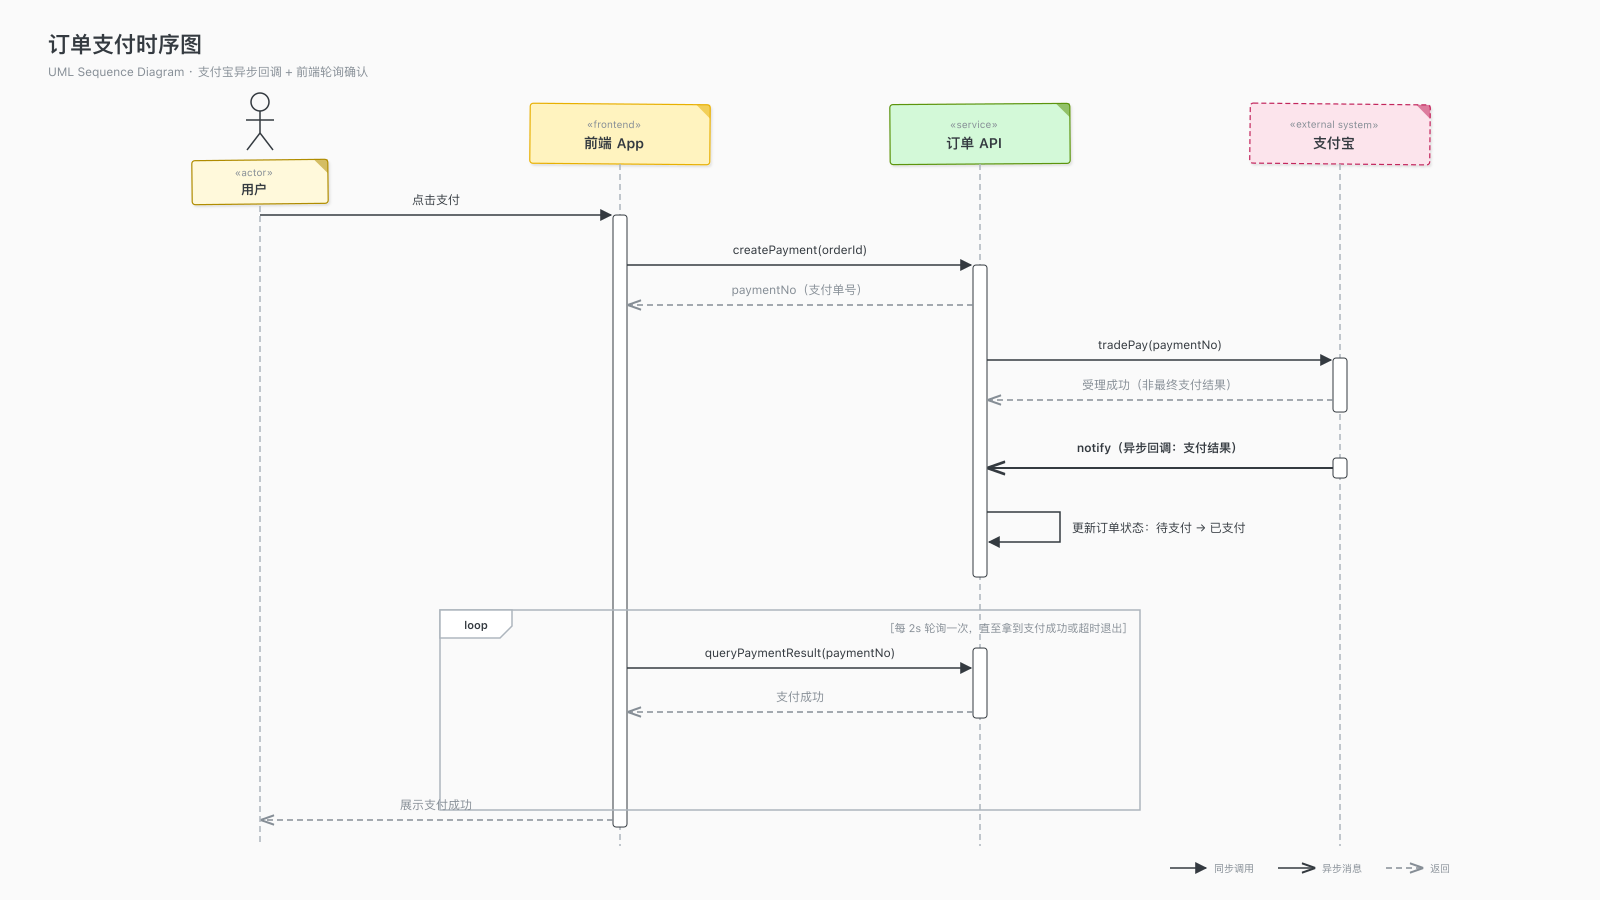 订单支付时序图
UML Sequence Diagram · 支付宝异步回调 + 前端轮询确认
«actor»
用户
«frontend»
前端 App
«service»
订单 API
«external system»
支付宝
点击支付
createPayment(orderId)
paymentNo（支付单号）
tradePay(paymentNo)
受理成功（非最终支付结果）
notify（异步回调：支付结果）
更新订单状态：待支付 → 已支付
loop
[每 2s 轮询一次，直至拿到支付成功或超时退出]
queryPaymentResult(paymentNo)
支付成功
展示支付成功
同步调用
异步消息
返回